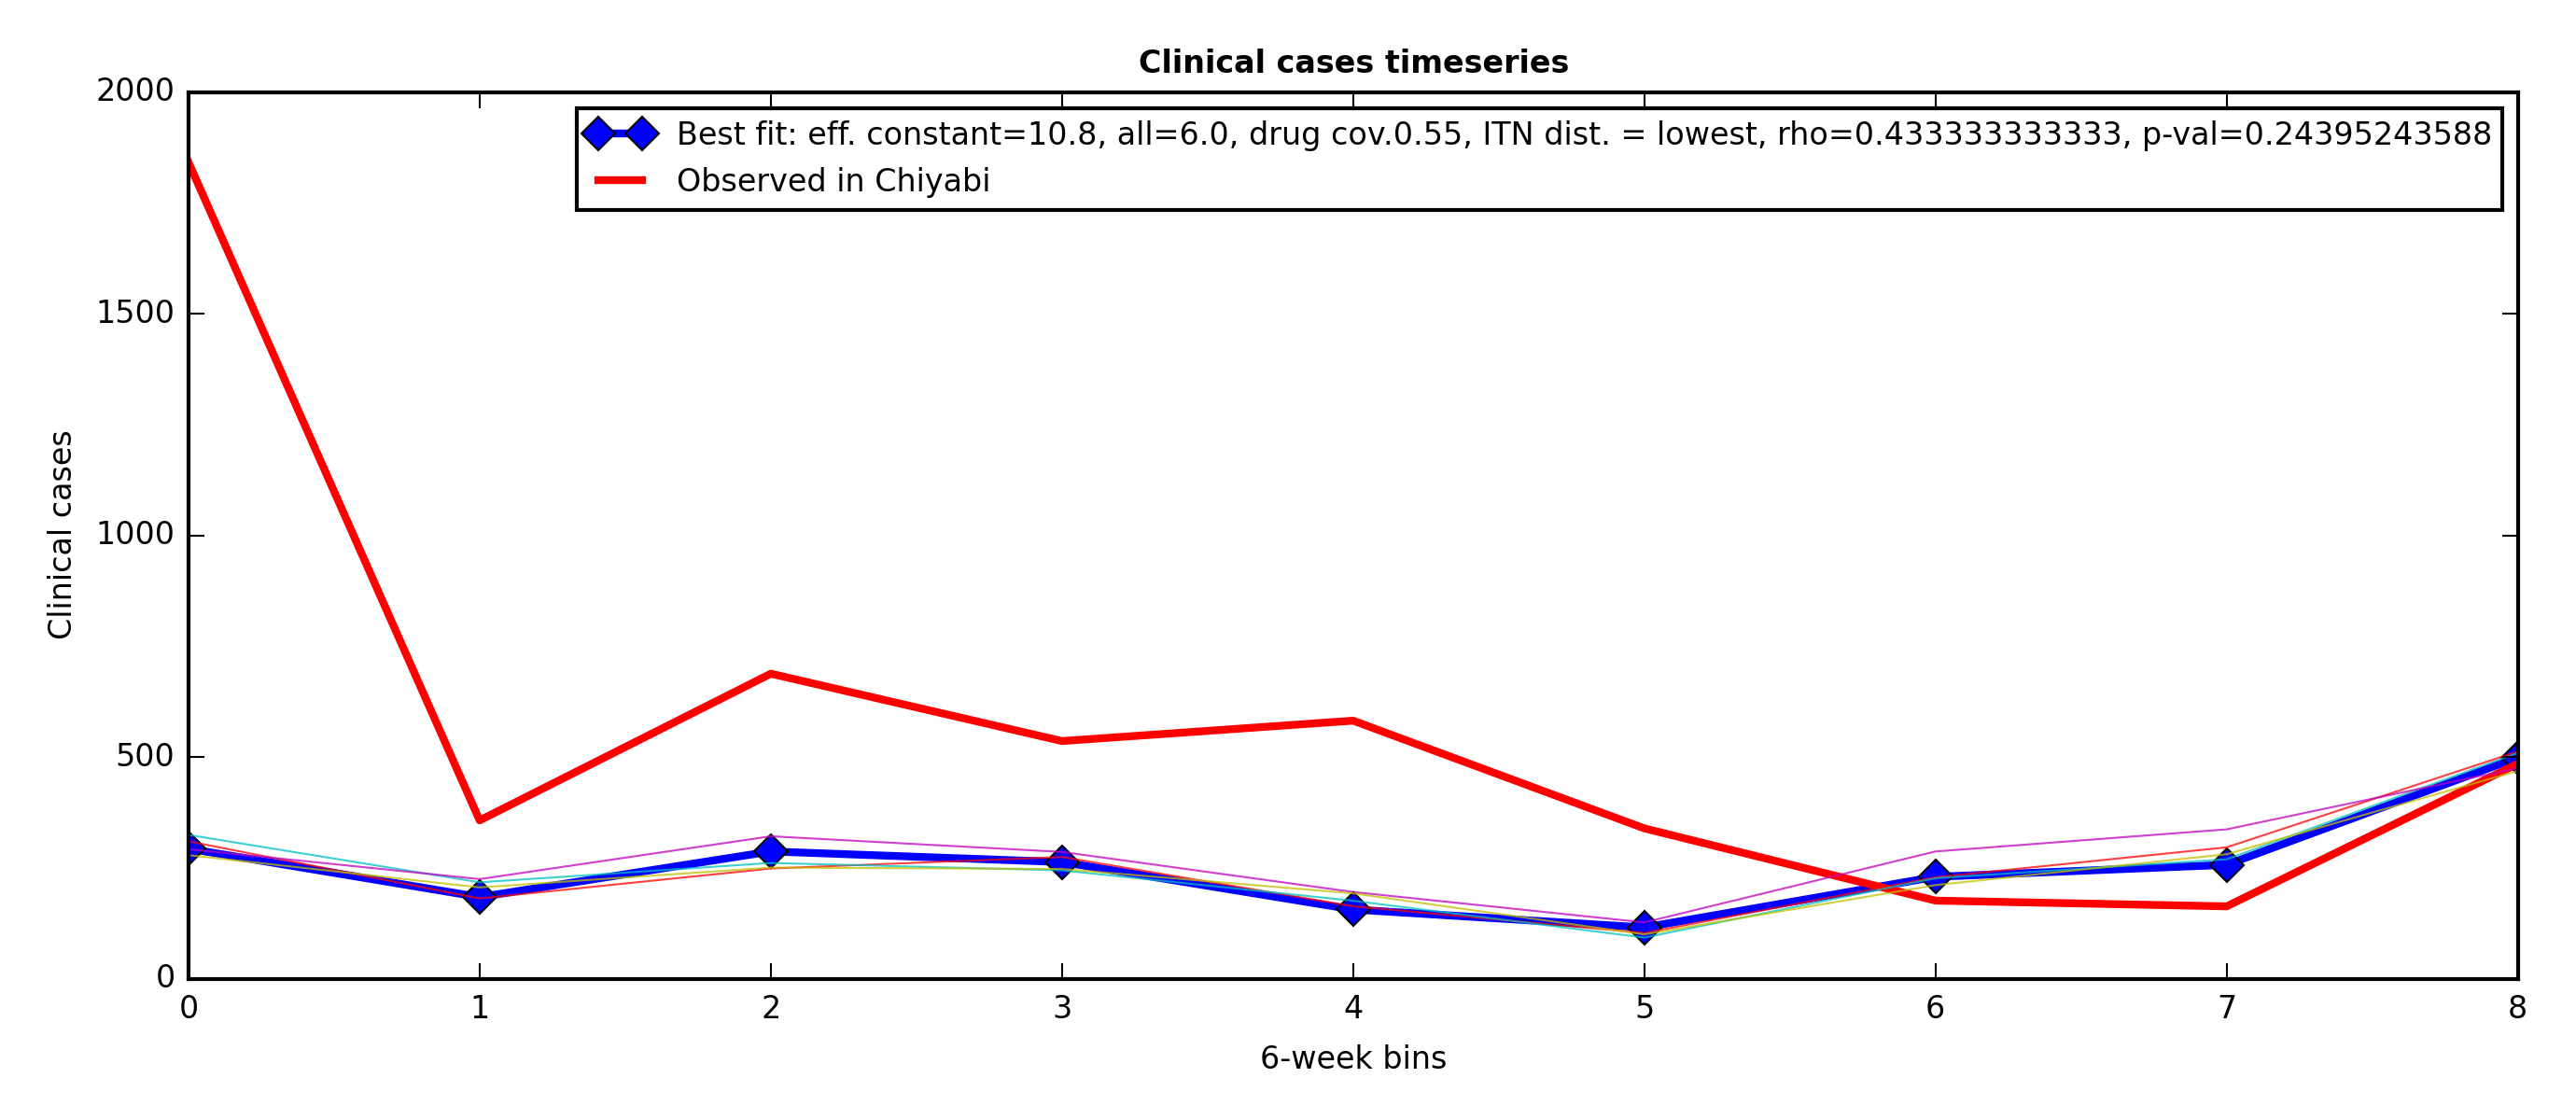 Clinical cases timeseries
2000
1500
1000
500
0
Clinical cases
Best fit: eff. constant=10.8, all=6.0, drug cov.0.55, ITN dist. = lowest, rho=0.433333333333, p-val=0.24395243588
Observed in Chiyabi
0 1 2 3 4 5 6 7 8
6-week bins